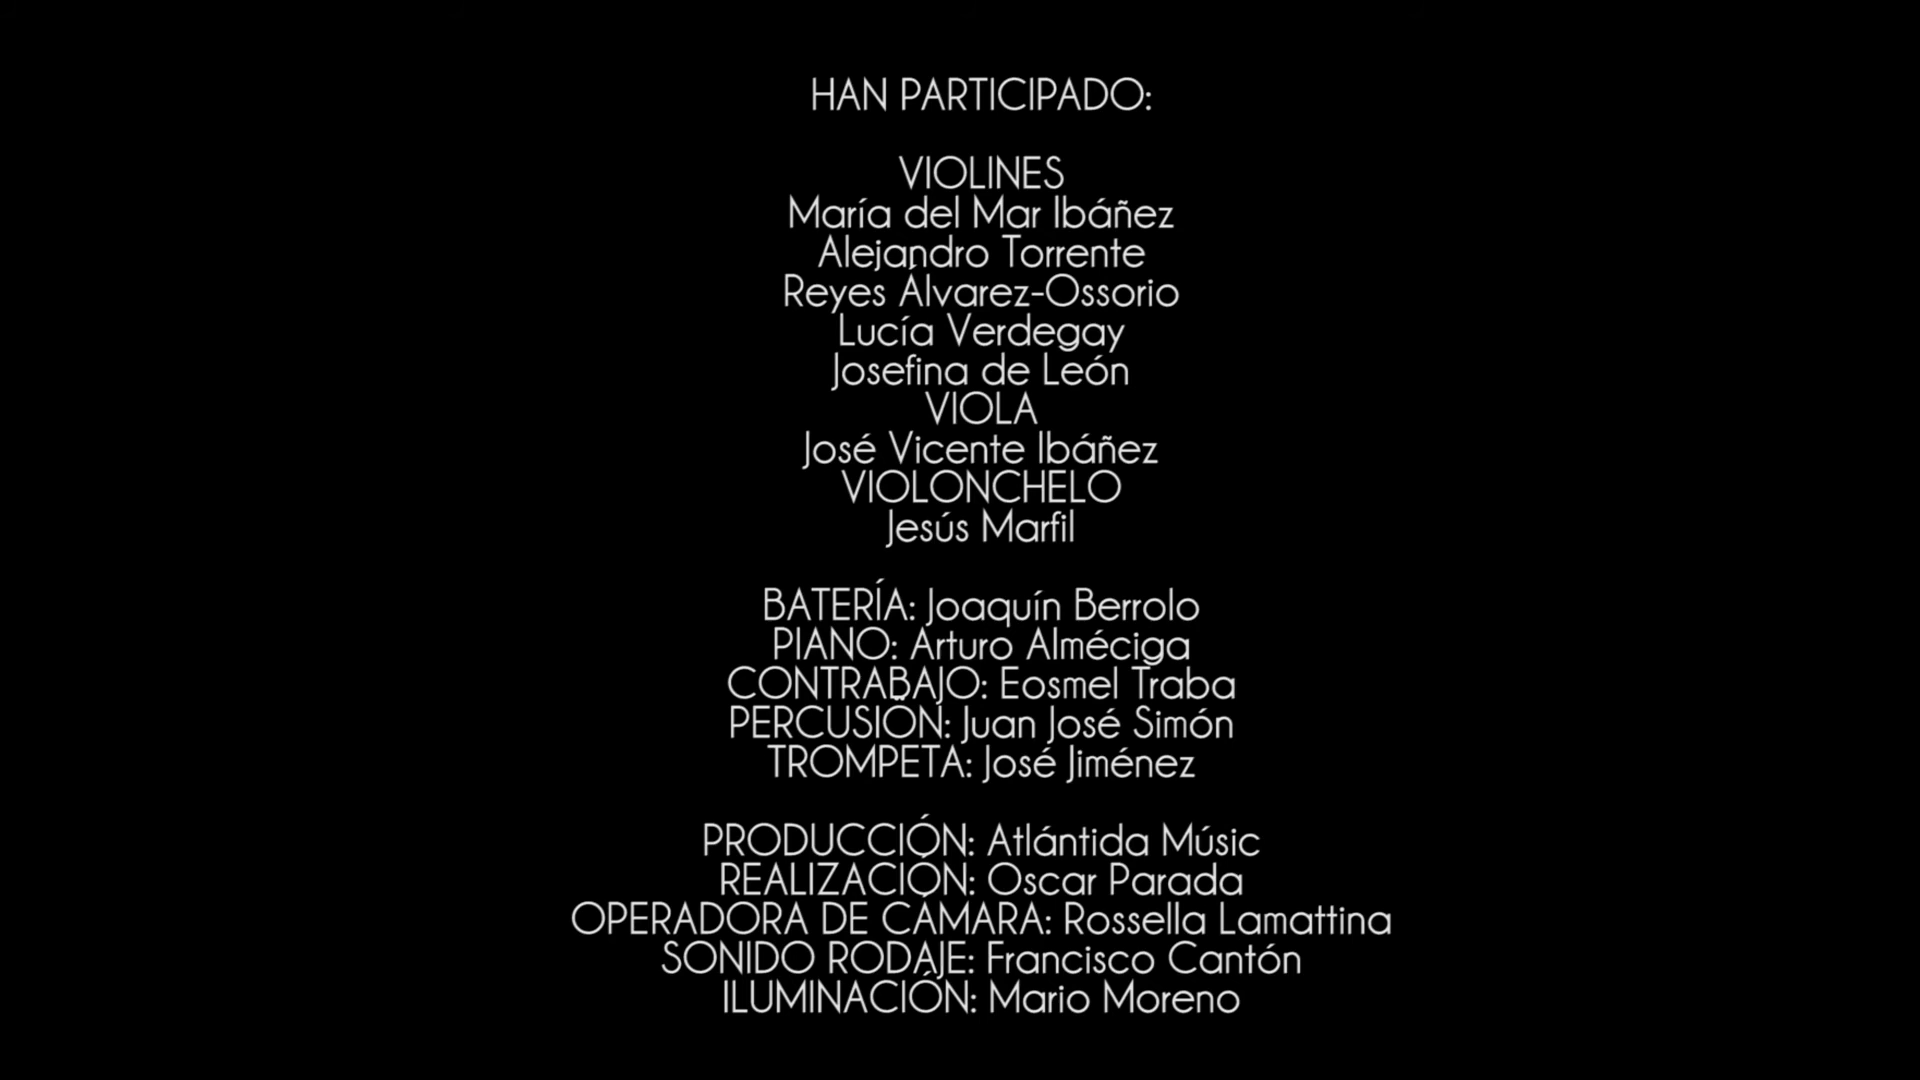 HAN PARTICIPADO:
VIOLINES
María del Mar Ibáñez
Alejandro Torrente
Reyes Álvarez-Ossorio
Lucía Verdegay
Josefina de León
VIOLA
José Vicente Ibáñez
VIOLONCHELO
Jesús Marfil
BATERÍA: Joaquín Berrolo
PIANO: Arturo Alméciga
CONTRABAJO: Eosmel Traba
PERCUSIÖN: Juan José Simón
TROMPETA: José Jiménez
PRODUCCIÓN: Atlántida Músic
REALIZACIÓN: Oscar Parada
OPERADORA DE CÁMARA: Rossella Lamattina
SONIDO RODAJE: Francisco Cantón
ILUMINACIÓN: Mario Moreno